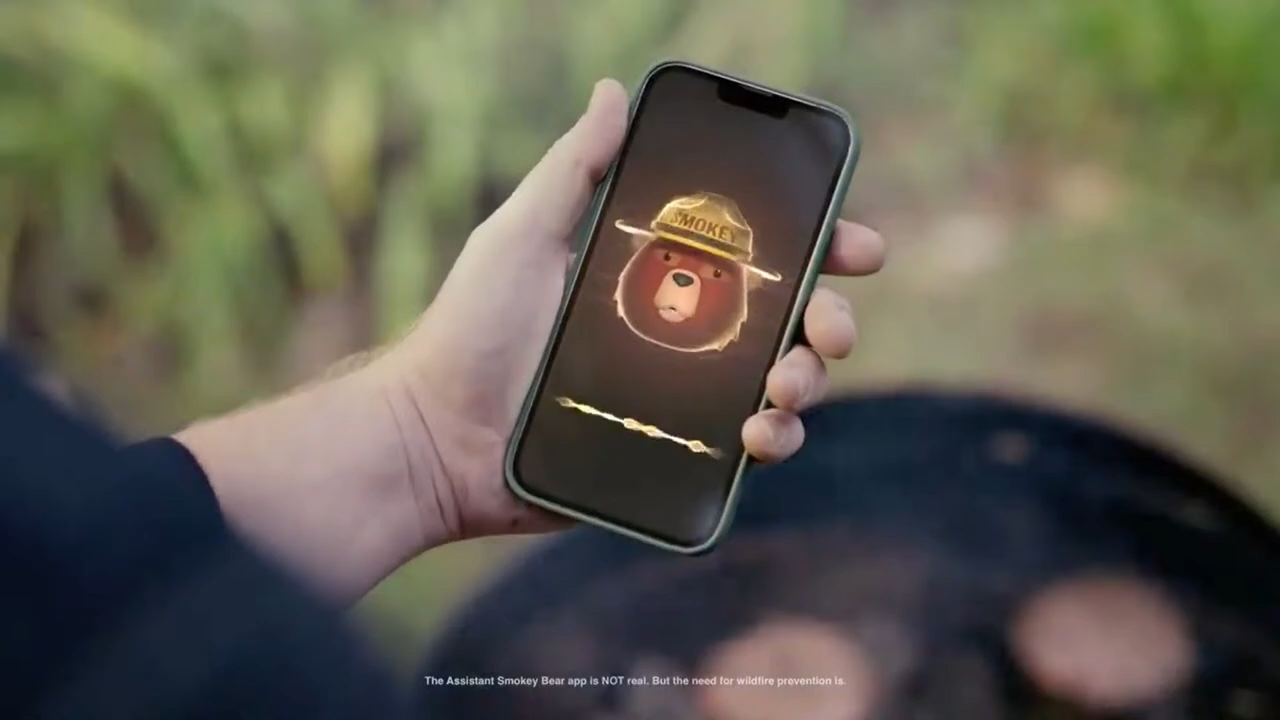 SMOKEY
The Assistant Smokey Bear app is NOT real. But the need for wildfire prevention is.